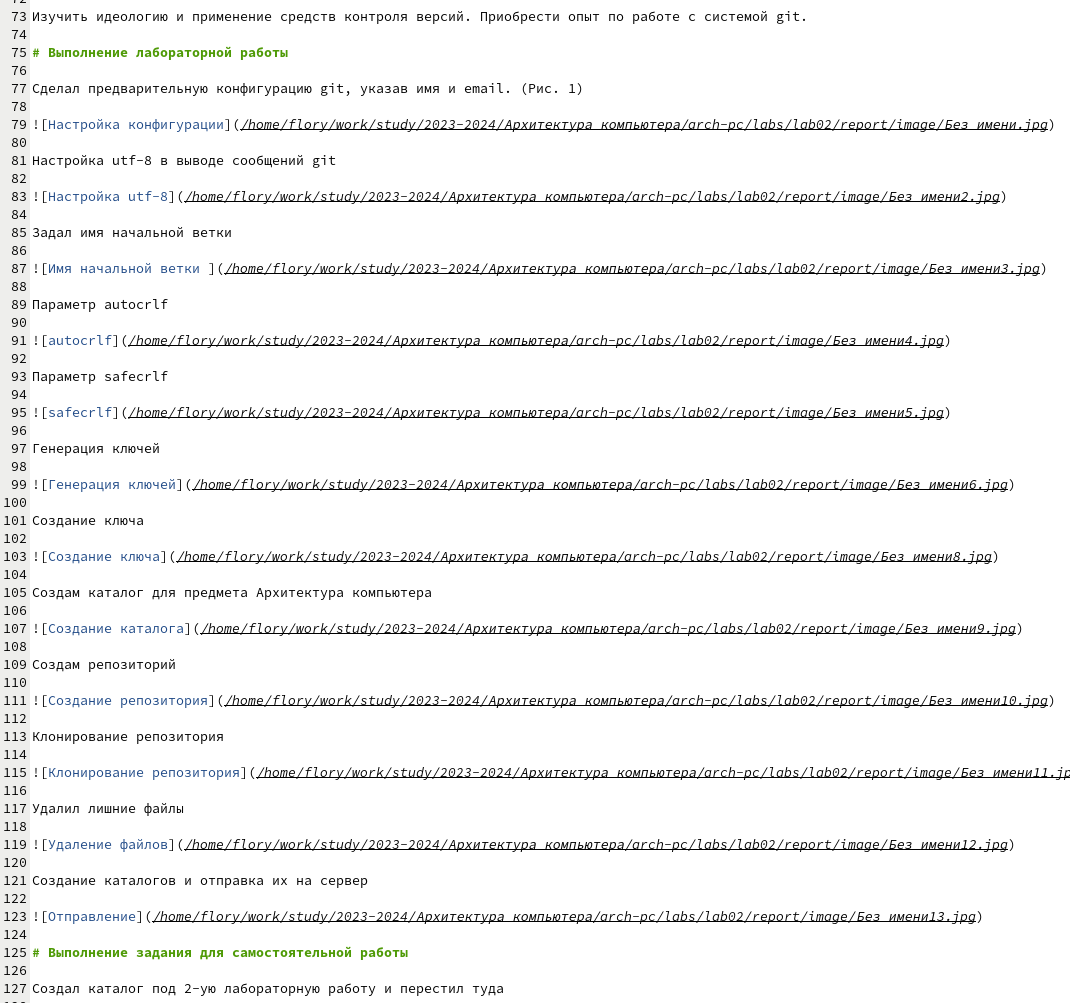 73 Изучить идеологию и применение средств контроля версий. Приобрести опыт по работе с системой git.
74
75 # Выполнение лабораторной работы
76
77 Сделал предварительную конфигурацию git, указав имя и email. (Рис. 1)
78
79 ![Настройка конфигурации](/home/flory/work/study/2023-2024/Архитектура компьютера/arch-pc/labs/lab02/report/image/Без имени.jpg)
80
81 Настройка utf-8 в выводе сообщений git
82
83 ![Настройка utf-8](/home/flory/work/study/2023-2024/Архитектура компьютера/arch-pc/labs/lab02/report/image/Без имени2.jpg)
84
85 Задал имя начальной ветки
86
87 ![Имя начальной ветки ](/home/flory/work/study/2023-2024/Архитектура компьютера/arch-pc/labs/lab02/report/image/Без имени3.jpg)
88
89 Параметр autocrlf
90
91 ![autocrlf](/home/flory/work/study/2023-2024/Архитектура компьютера/arch-pc/labs/lab02/report/image/Без имени4.jpg)
92
93 Параметр safecrlf
94
95 ![safecrlf](/home/flory/work/study/2023-2024/Архитектура компьютера/arch-pc/labs/lab02/report/image/Без имени5.jpg)
96
97 Генерация ключей
98
99 ![Генерация ключей](/home/flory/work/study/2023-2024/Архитектура компьютера/arch-pc/labs/lab02/report/image/Без имени6.jpg)
100
101 Создание ключа
102
103 ![Создание ключа](/home/flory/work/study/2023-2024/Архитектура компьютера/arch-pc/labs/lab02/report/image/Без имени8.jpg)
104
105 Создам каталог для предмета Архитектура компьютера
106
107 ![Создание каталога](/home/flory/work/study/2023-2024/Архитектура компьютера/arch-pc/labs/lab02/report/image/Без имени9.jpg)
108
109 Создам репозиторий
110
111 ![Создание репозитория](/home/flory/work/study/2023-2024/Архитектура компьютера/arch-pc/labs/lab02/report/image/Без имени10.jpg)
112
113 Клонирование репозитория
114
115 ![Клонирование репозитория](/home/flory/work/study/2023-2024/Архитектура компьютера/arch-pc/labs/lab02/report/image/Без имени11.jp
116
117 Удалил лишние файлы
118
119 ![Удаление файлов](/home/flory/work/study/2023-2024/Архитектура компьютера/arch-pc/labs/lab02/report/image/Без имени12.jpg)
120
121 Создание каталогов и отправка их на сервер
122
123 ![Отправление](/home/flory/work/study/2023-2024/Архитектура компьютера/arch-pc/labs/lab02/report/image/Без имени13.jpg)
124
125 # Выполнение задания для самостоятельной работы
126
127 Создал каталог под 2-ую лабораторную работу и перестил туда